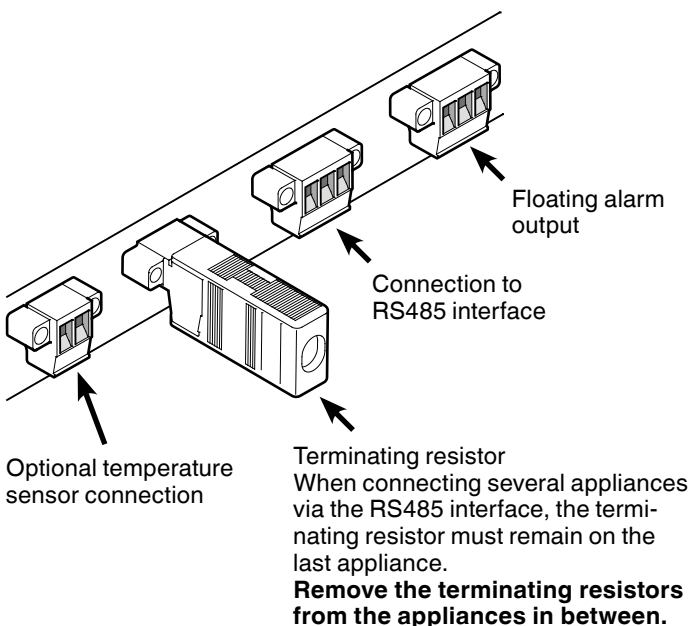 Floating alarm
output
Connection to
RS485 interface
Optional temperature
sensor connection
Terminating resistor
When connecting several appliances
via the RS485 interface, the termi-
nating resistor must remain on the
last appliance.
Remove the terminating resistors
from the appliances in between.